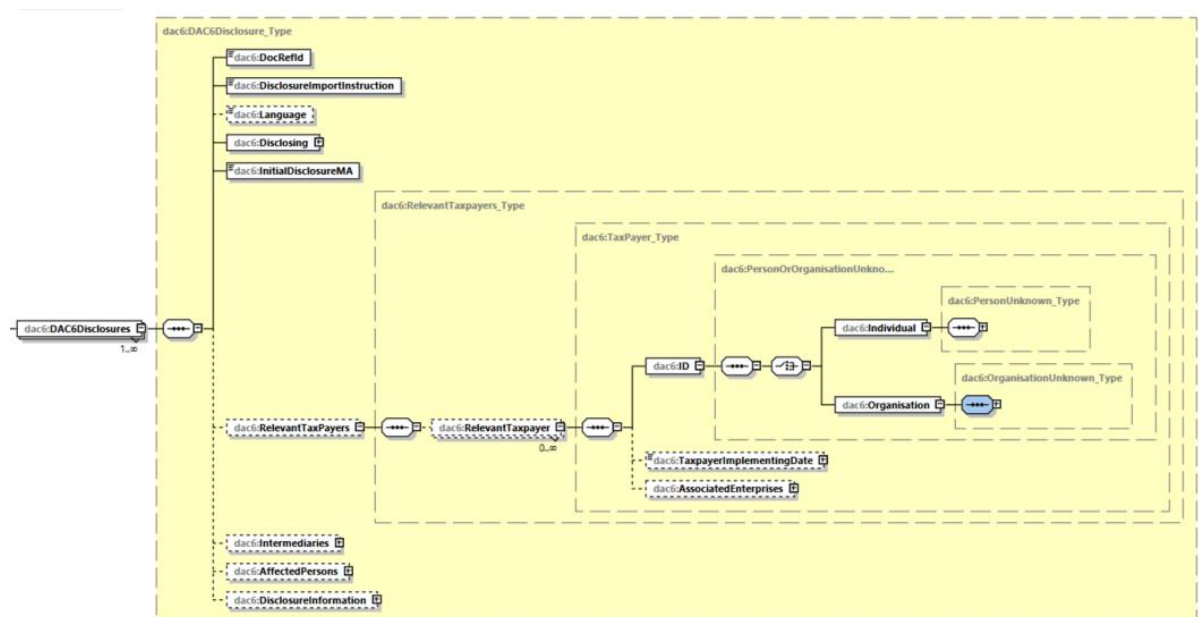 dac6:DAC6Disclosure_Type
dac6:DocRefId
dac6:DisclosureImportInstruction
dac6:Language
dac6:Disclosing
dac6:InitialDisclosureMA
dac6:RelevantTaxpayers_Type
dac6:TaxPayer_Type
dac6:PersonOrOrganisationUnkno...
dac6:PersonUnknown_Type
dac6:DAC6Disclosures
1..∞
dac6:Individual
dac6:ID
dac6:OrganisationUnknown_Type
dac6:Organisation
dac6:RelevantTaxPayers
dac6:RelevantTaxpayer
0..∞
dac6:TaxpayerImplementingDate
dac6:AssociatedEnterprises
dac6:Intermediaries
dac6:AffectedPersons
dac6:DisclosureInformation